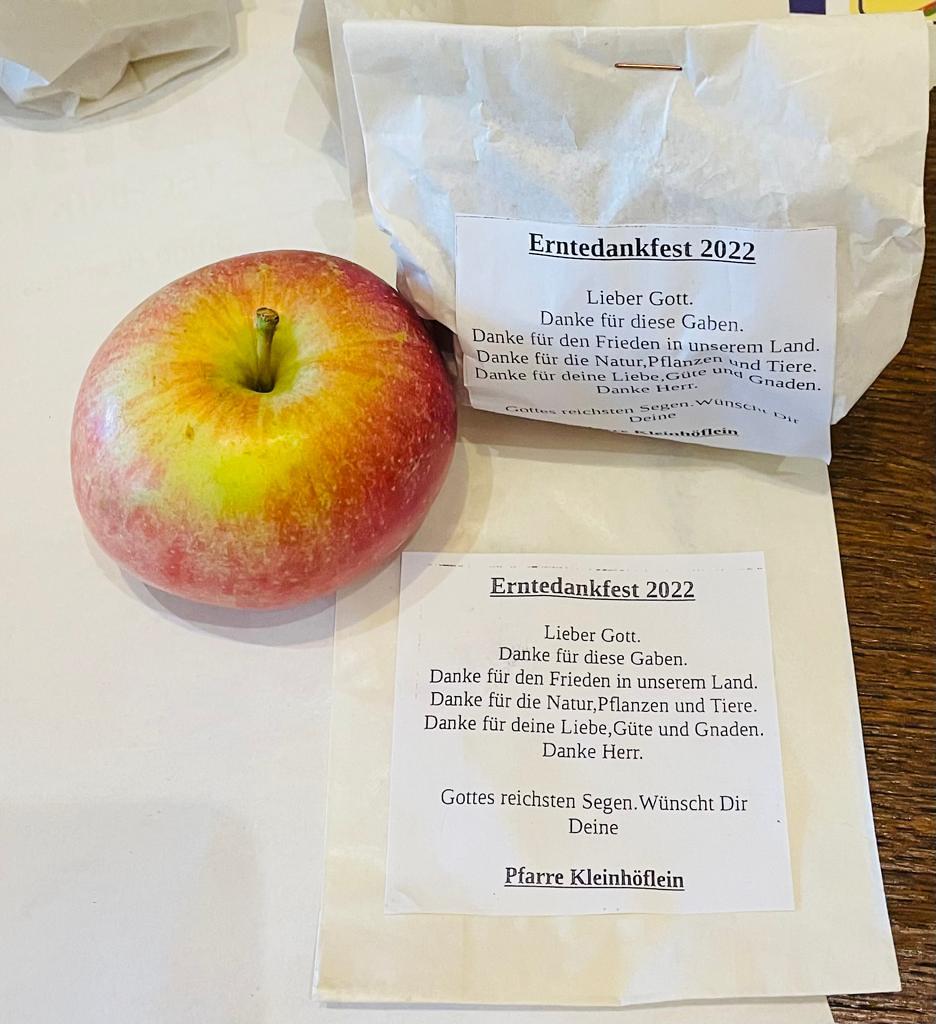 Erntedankfest 2022
Lieber Gott.
Danke für diese Gaben.
Danke für den Frieden in unserem Land.
Danke für die Natur,Pflanzen und Tiere.
Danke für deine Liebe,Güte und Gnaden.
Danke Herr.
Gottes reichsten Segen.Wünscht Dir
Deine
Kleinhöflein
Erntedankfest 2022
Lieber Gott.
Danke für diese Gaben.
Danke für den Frieden in unserem Land.
Danke für die Natur,Pflanzen und Tiere.
Danke für deine Liebe,Güte und Gnaden.
Danke Herr.
Gottes reichsten Segen.Wünscht Dir
Deine
Pfarre Kleinhöflein